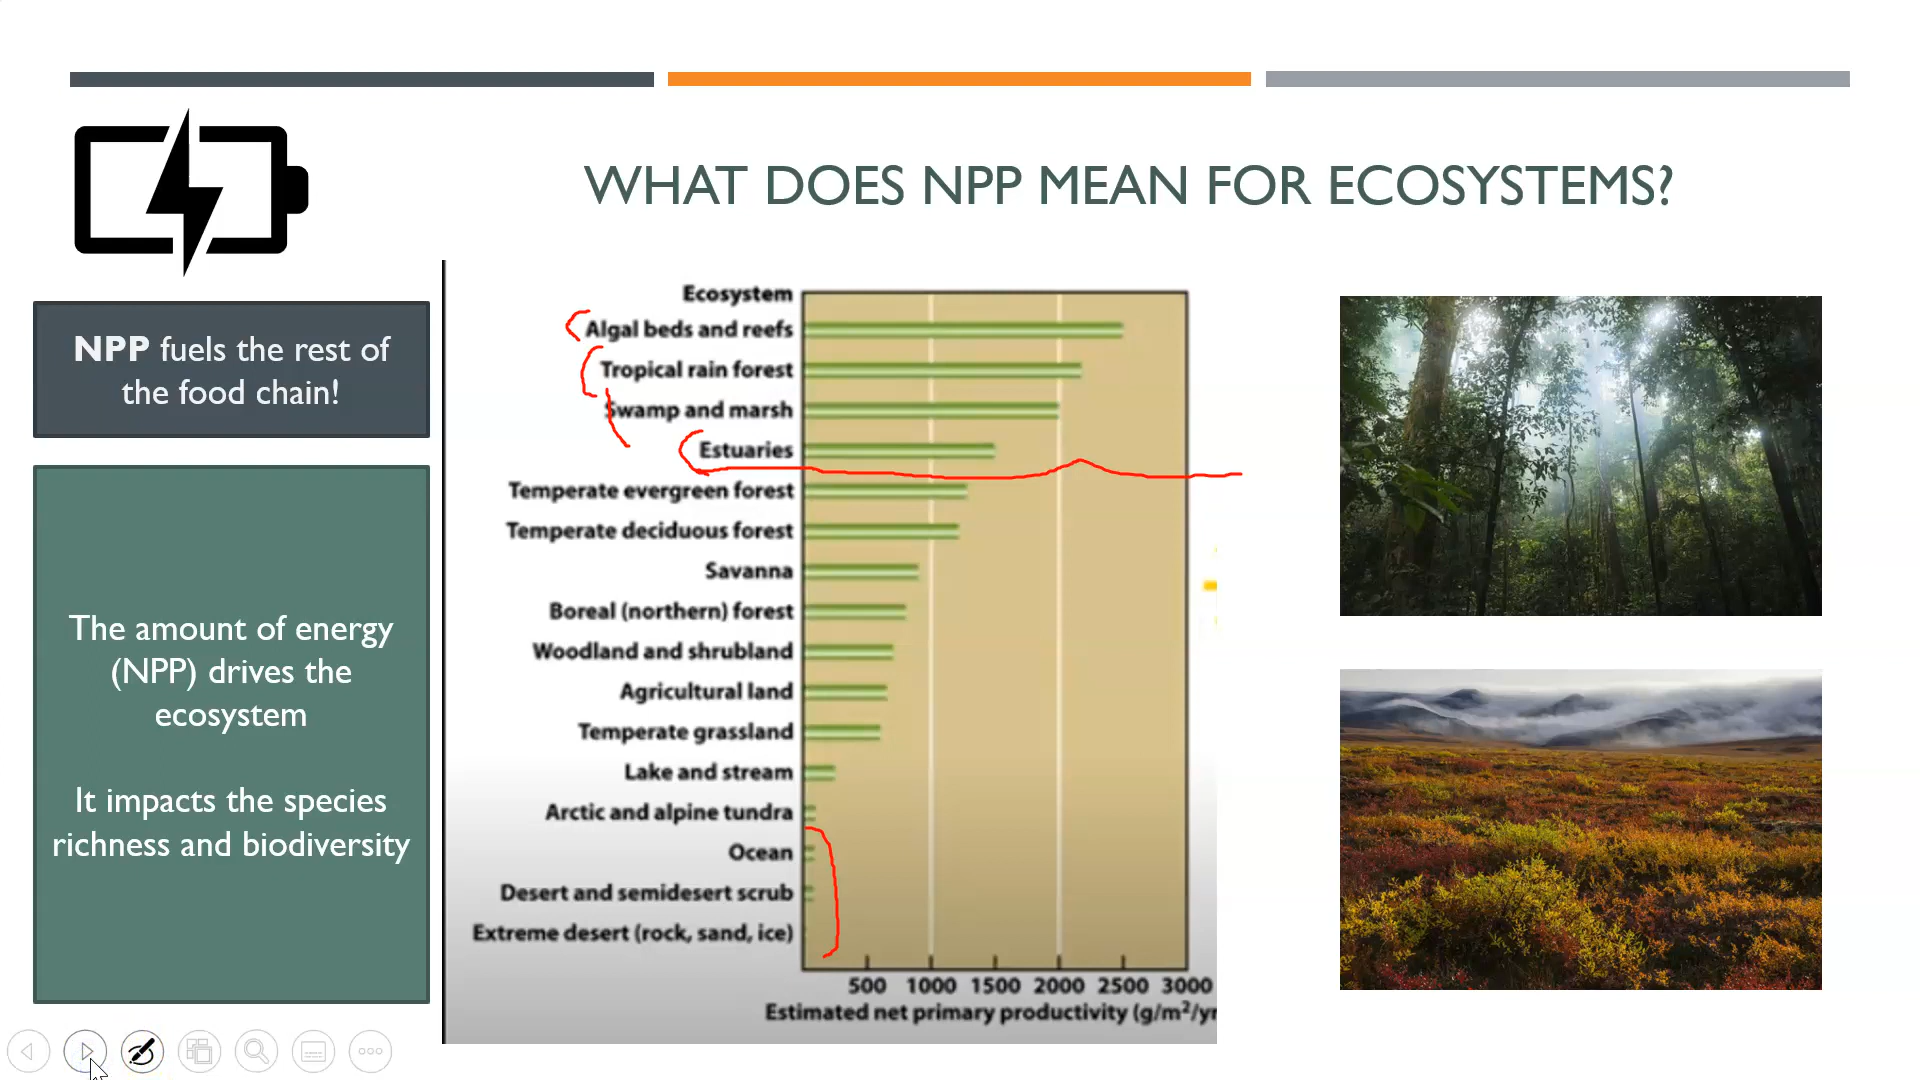 WHAT DOES NPP MEAN FOR ECOSYSTEMS?
NPP fuels the rest of
the food chain!
The amount of energy
(NPP) drives the
ecosystem
It impacts the species
richness and biodiversity
Ecosystem
Algal beds and reefs
Tropical rain forest
Swamp and marsh
Estuaries
Temperate evergreen forest
Temperate deciduous forest
Savanna
Boreal (northern) forest
Woodland and shrubland
Agricultural land
Temperate grassland
Lake and stream
Arctic and alpine tundra
Ocean
Desert and semidesert scrub
Extreme desert (rock, sand, ice)
500 1000 1500 2000 2500 3000
Estimated net primary productivity (g/m²/yr